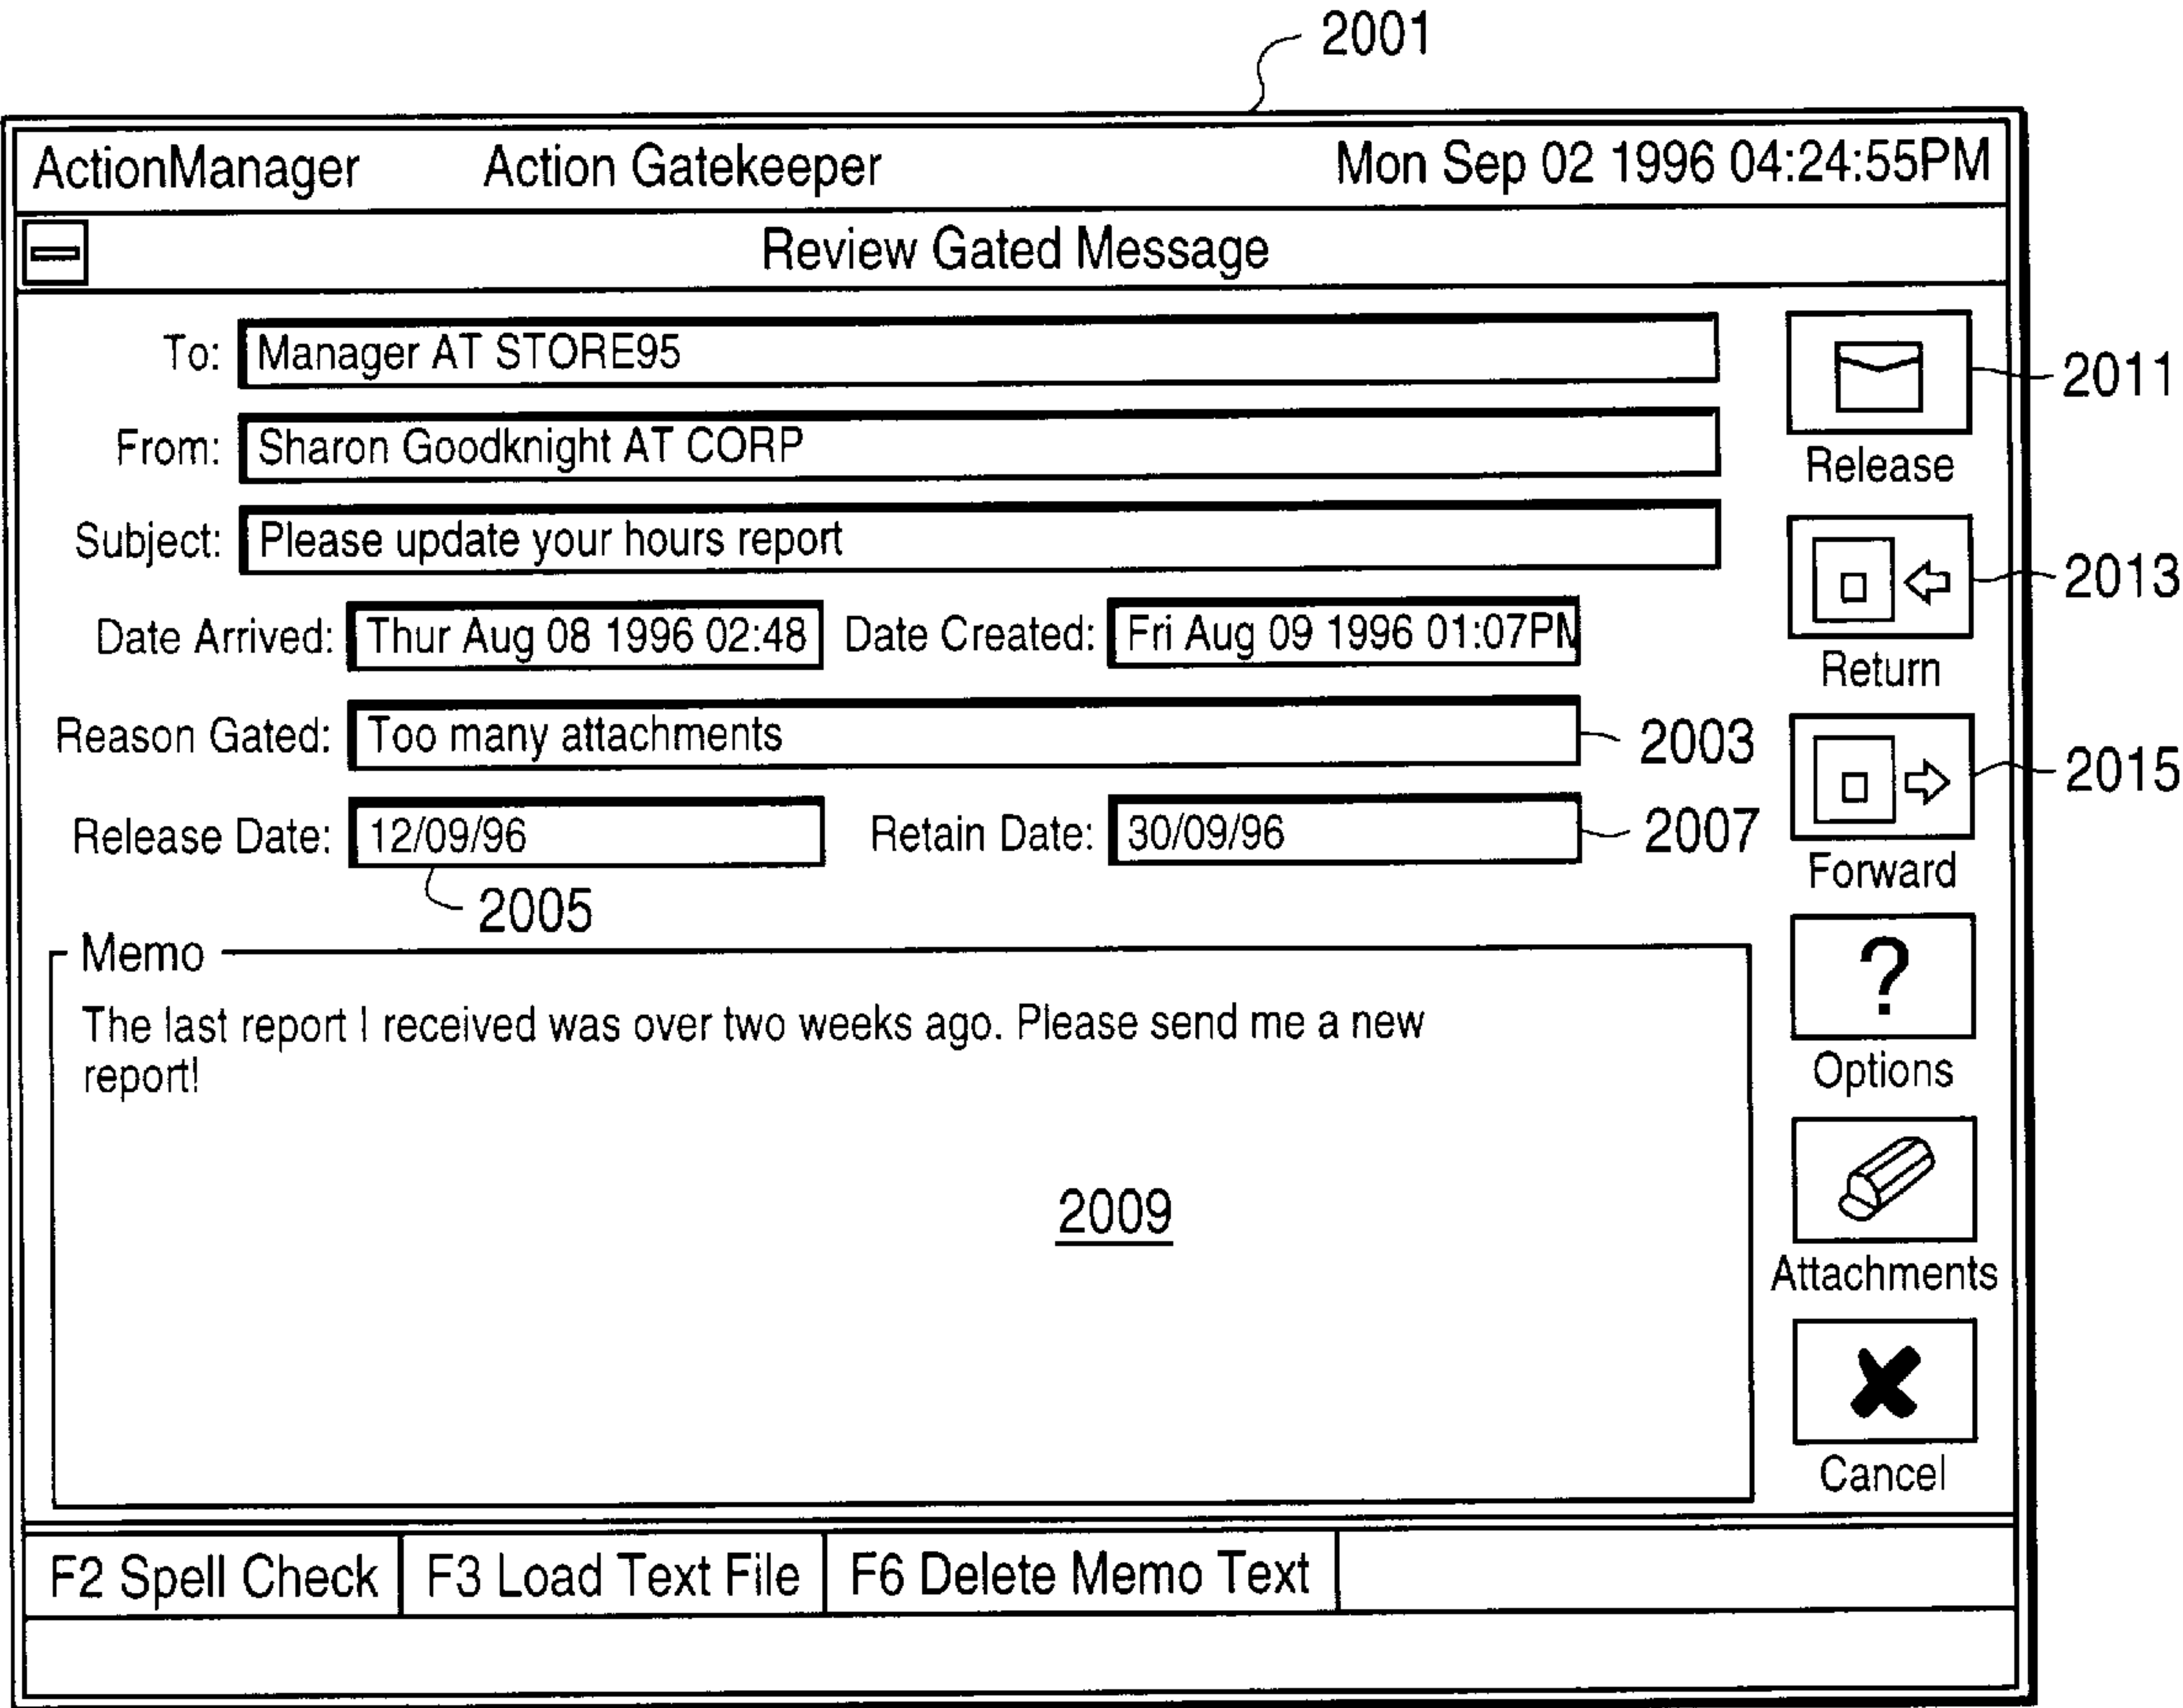 2001
ActionManager Action Gatekeeper Mon Sep 02 1996 04:24:55PM
Review Gated Message
To: Manager AT STORE95
2011
From: Sharon Goodknight AT CORP
Release
Subject: Please update your hours report
2013
Date Arrived: Thur Aug 08 1996 02:48 Date Created: Fri Aug 09 1996 01:07PM
Return
Reason Gated: Too many attachments 2003
2015
Release Date: 12/09/96 Retain Date: 30/09/96 2007
Forward
2005
Memo
The last report I received was over two weeks ago. Please send me a new
report!
?
Options
2009
Attachments
Cancel
F2 Spell Check F3 Load Text File F6 Delete Memo Text